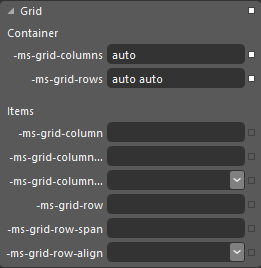 Grid
Container
-ms-grid-columns auto
-ms-grid-rows auto auto
Items
-ms-grid-column
-ms-grid-column...
-ms-grid-column...
-ms-grid-row
-ms-grid-row-span
-ms-grid-row-align